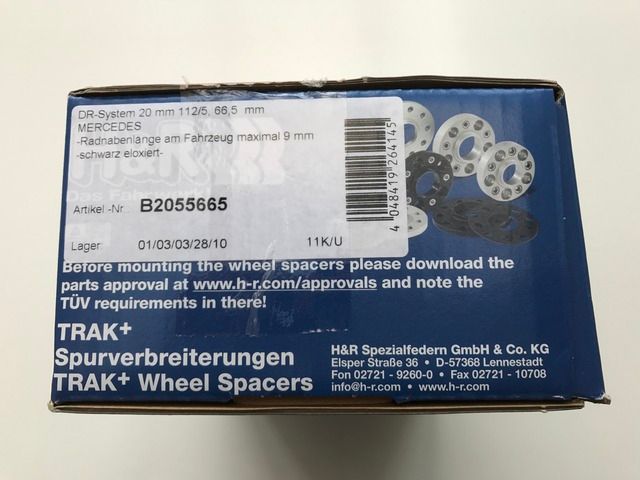 DR-System 20 mm 112/5, 66,5 mm
MERCEDES
-Radnabenlänge am Fahrzeug maximal 9 mm
-schwarz eloxiert-
Artikel -Nr.: B2055665
Lager: 01/03/03/28/10 11K/U
4 048419 264145
H&R
Das Fahrwerk!
Before mounting the wheel spacers please download the
parts approval at www.h-r.com/approvals and note the
TÜV requirements in there!
TRAK+
Spurverbreiterungen
TRAK+ Wheel Spacers
H&R Spezialfedern GmbH & Co. KG
Elsper Straße 36 • D-57368 Lennestadt
Fon 02721 - 9260-0 • Fax 02721 - 10708
info@h-r.com • www.h-r.com